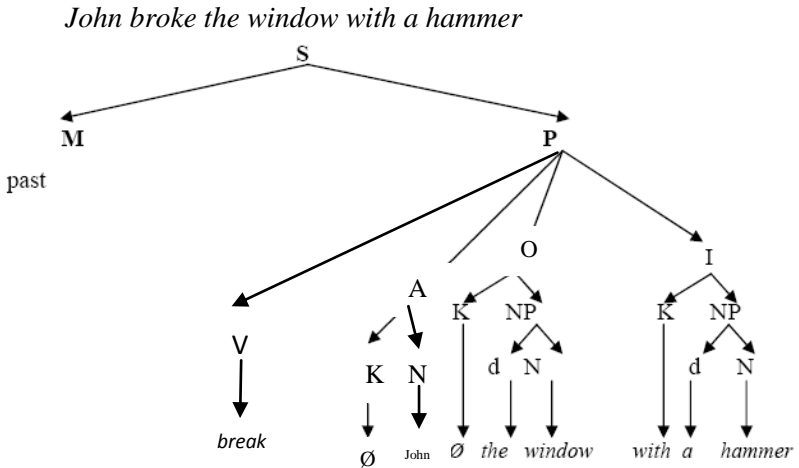 John broke the window with a hammer
S
M P
past
O
I
A
K NP K NP
V
K N d N d N
break Ø John Ø the window with a hammer